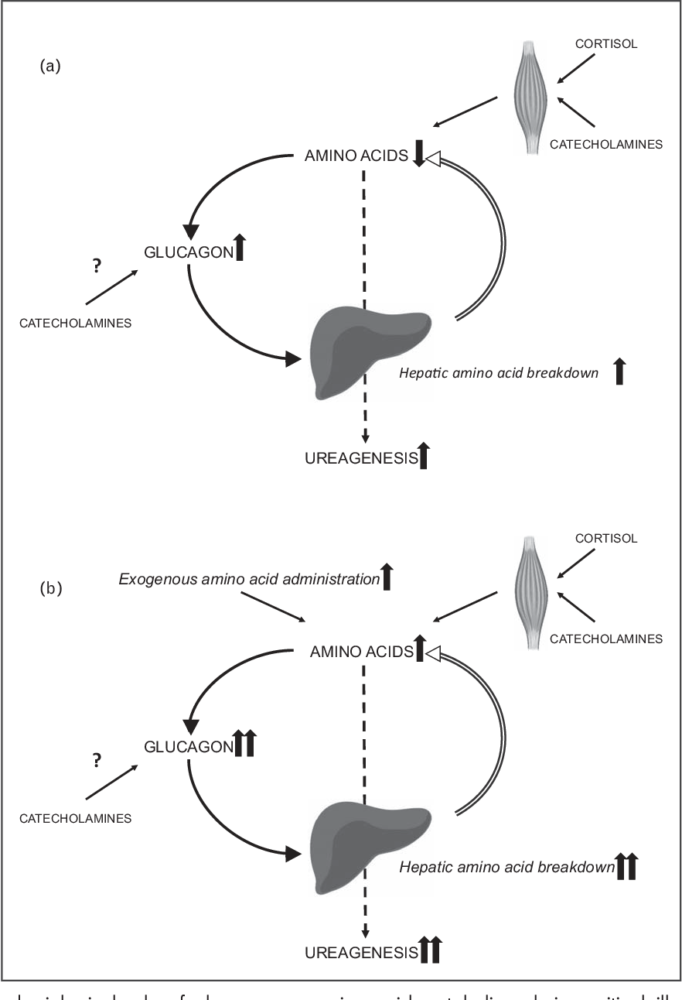 (a)
CORTISOL
CATECHOLAMINES
AMINO ACIDS
GLUCAGON
?
CATECHOLAMINES
Hepatic amino acid breakdown
UREAGENESIS
(b)
CORTISOL
Exogenous amino acid administration
CATECHOLAMINES
AMINO ACIDS
GLUCAGON
?
CATECHOLAMINES
Hepatic amino acid breakdown
UREAGENESIS